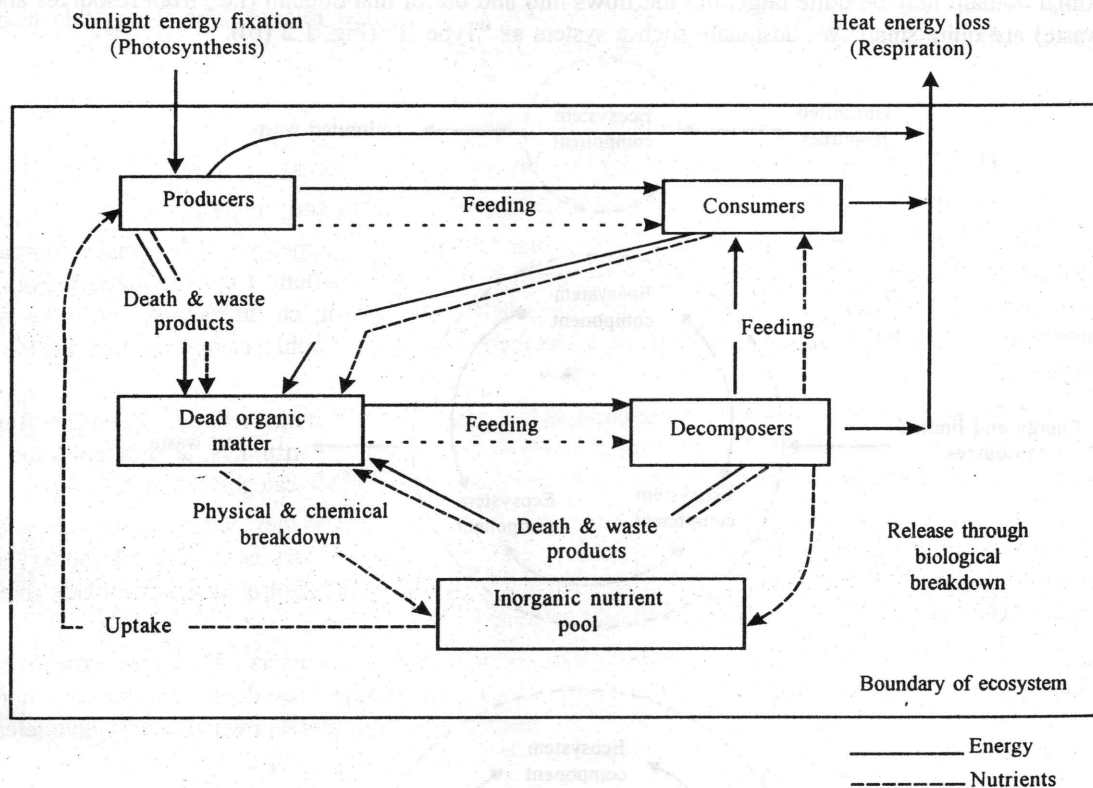 Sunlight energy fixation
(Photosynthesis)
Heat energy loss
(Respiration)
Producers
Feeding
Consumers
Death & waste
products
Feeding
Dead organic
matter
Feeding
Decomposers
Physical & chemical
breakdown
Death & waste
products
Release through
biological
breakdown
Inorganic nutrient
pool
Uptake
Boundary of ecosystem
Energy
Nutrients